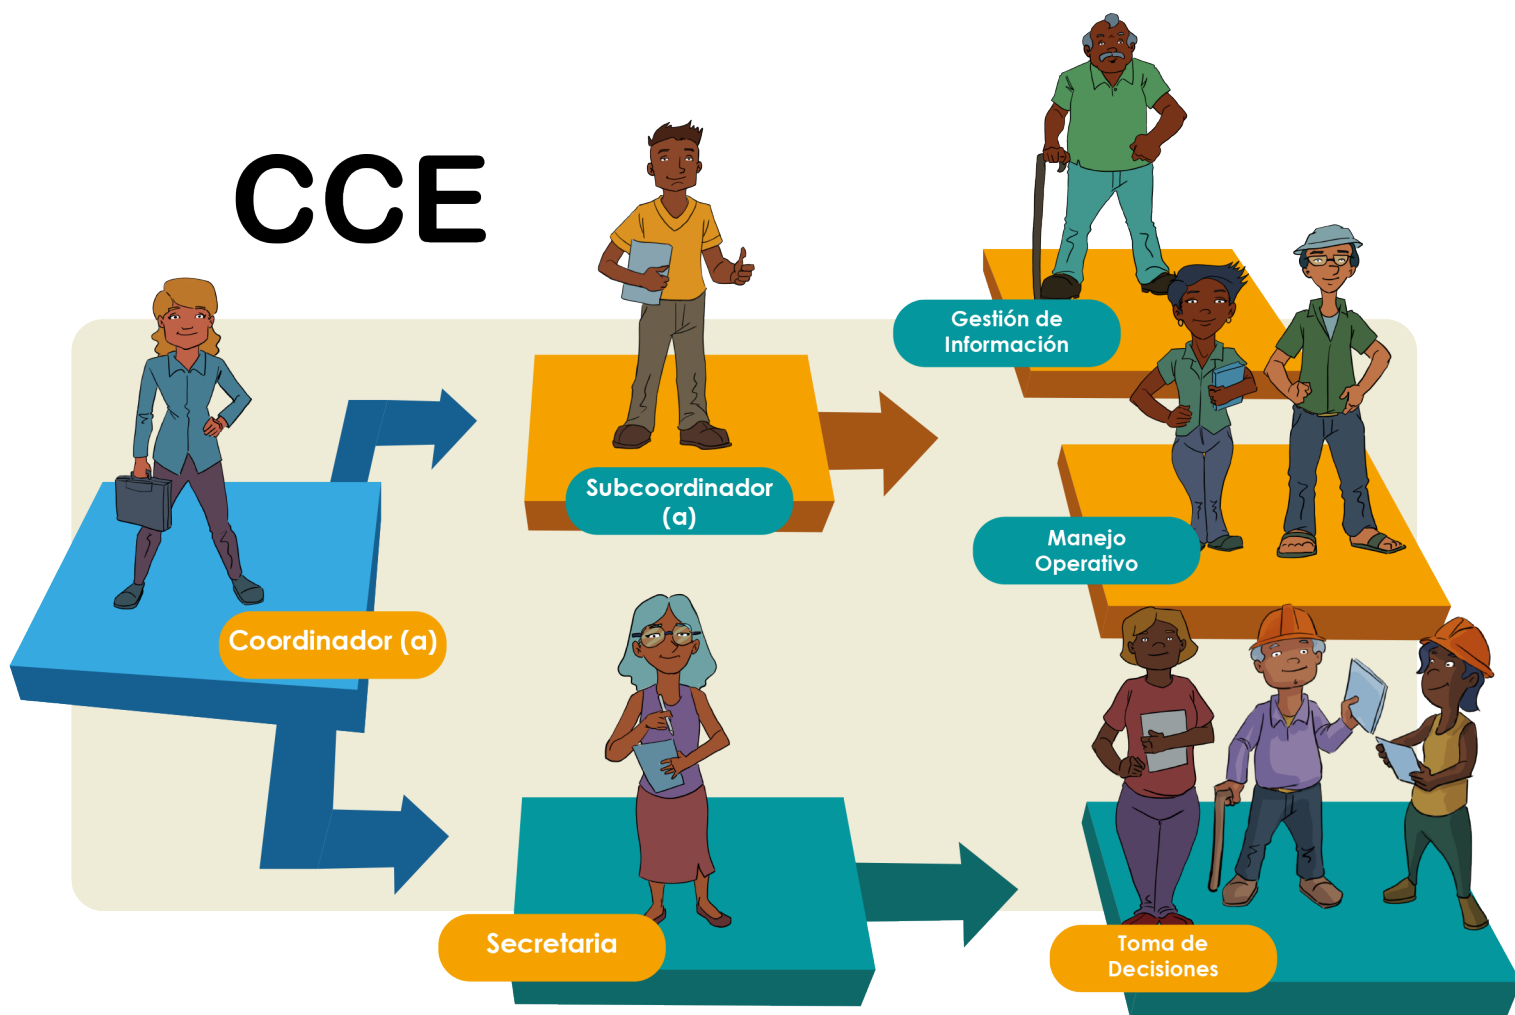 CCE
Gestión de
Información
Subcoordinador
(a)
Manejo
Operativo
Coordinador (a)
Secretaria
Toma de
Decisiones